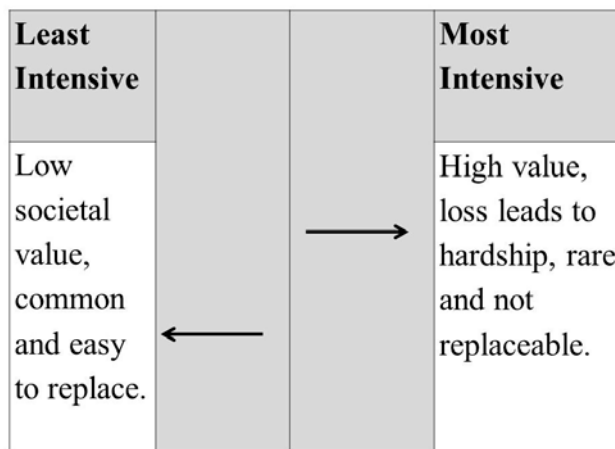 Least
Intensive
Most
Intensive
Low
societal
value,
common
and easy
to replace.
High value,
loss leads to
hardship, rare
and not
replaceable.